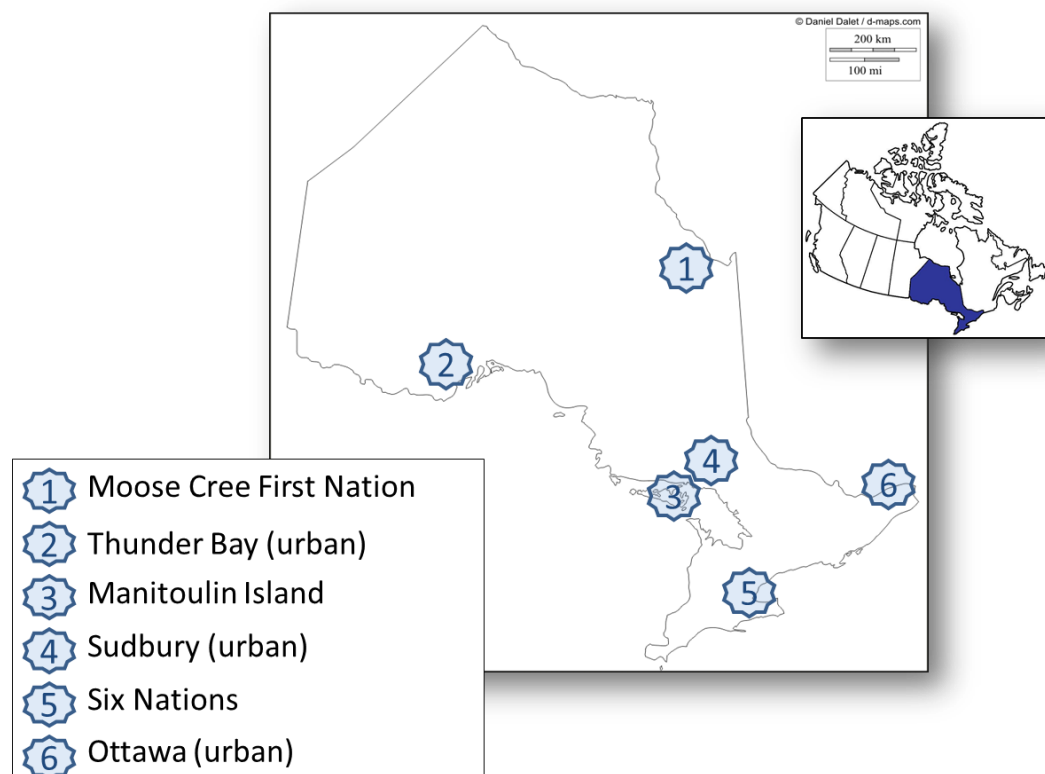 © Daniel Dalet / d-maps.com
200 km
100 mi
1
2
4
6
3
5
1 Moose Cree First Nation
2 Thunder Bay (urban)
3 Manitoulin Island
4 Sudbury (urban)
5 Six Nations
6 Ottawa (urban)